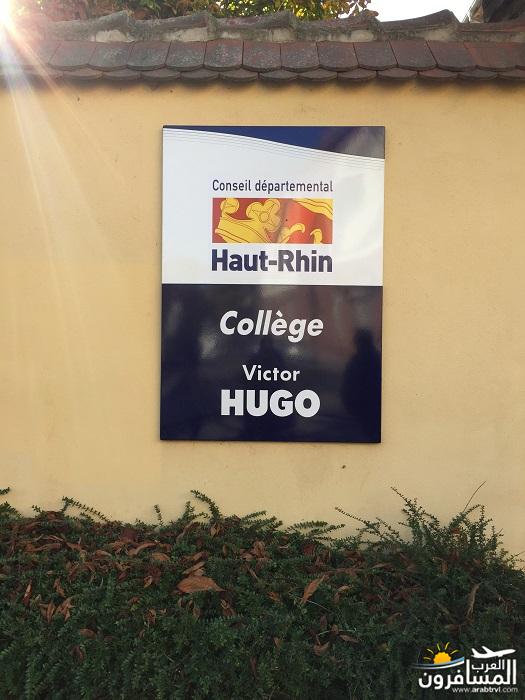 Conseil départemental
Haut-Rhin
Collège
Victor
HUGO
العرب
المسافرون
www.arabtrvl.com